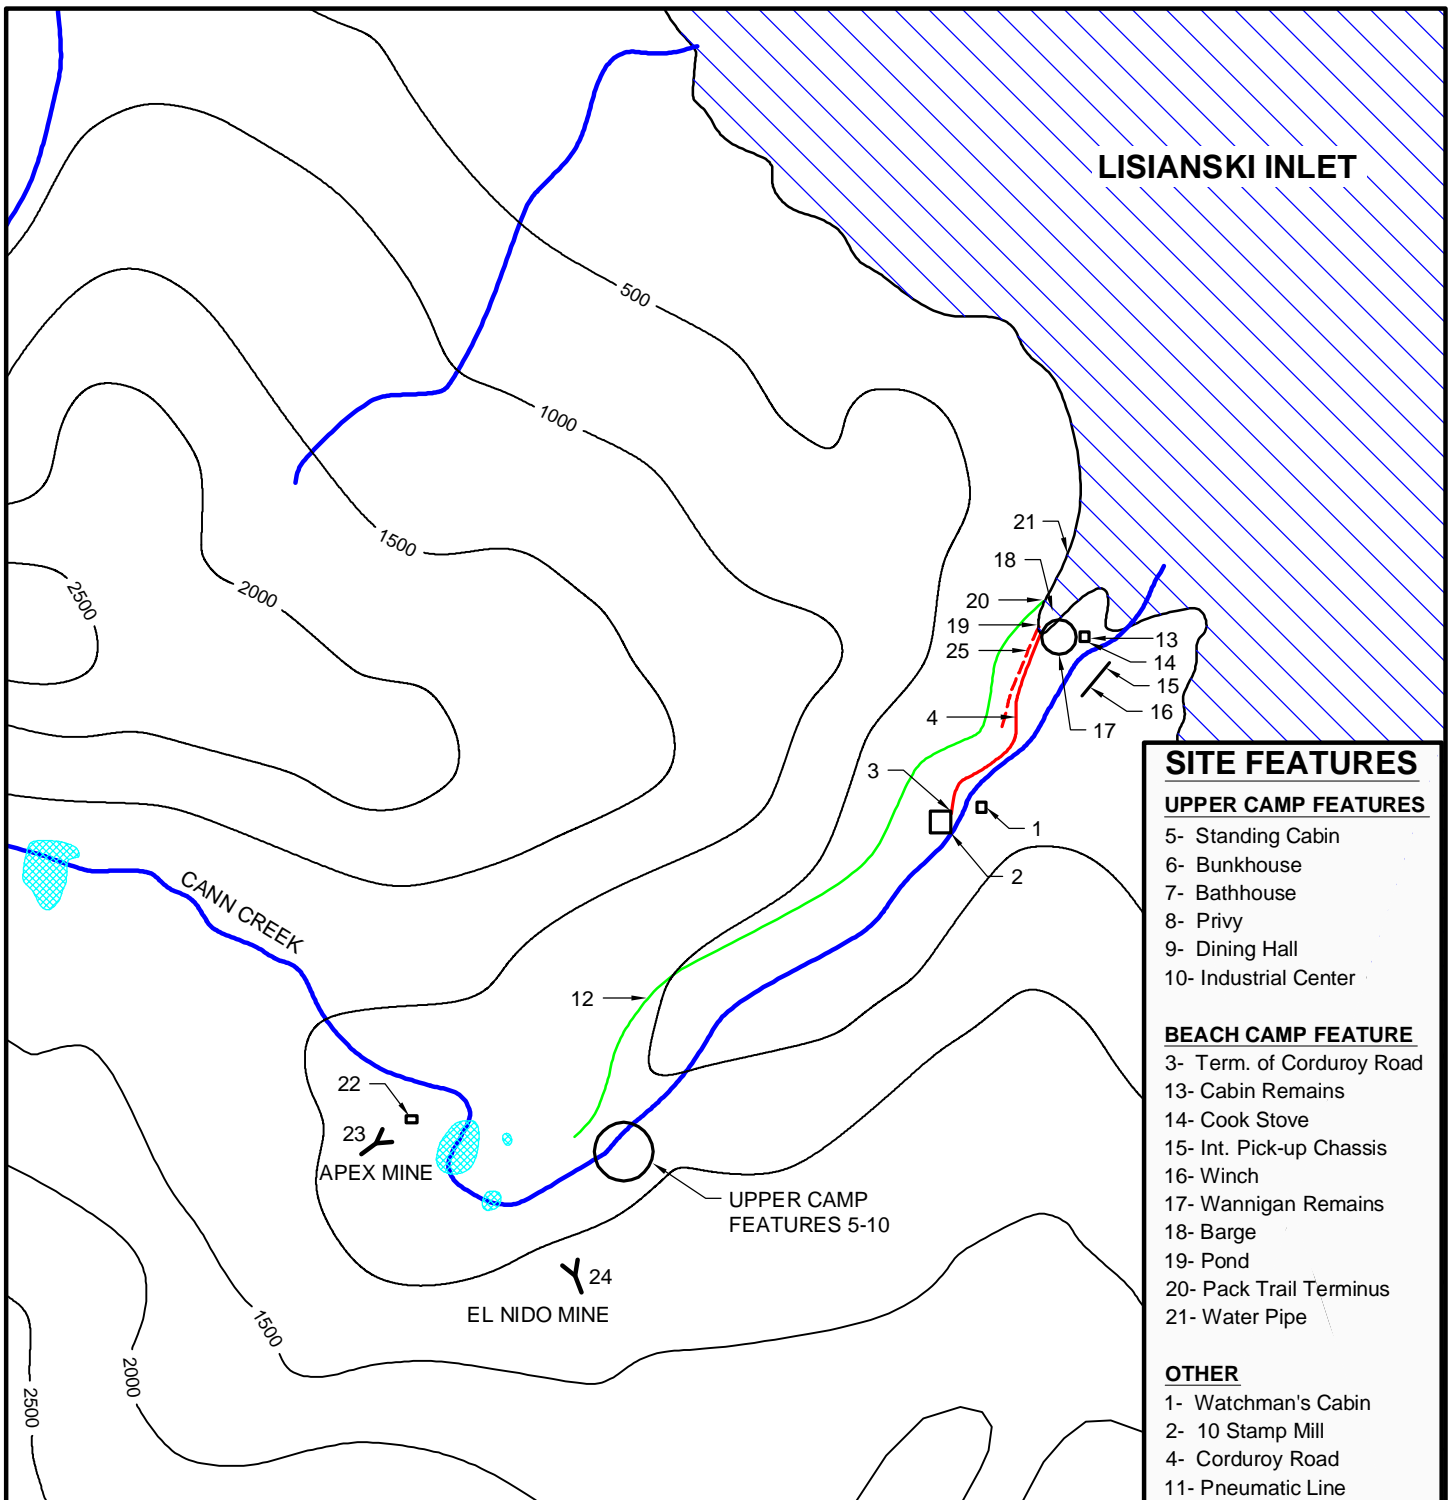 LISIANSKI INLET
500
1000
1500
2000
2500
21
18
20
19
25
13
14
15
16
17
4
3
1
2
CANN CREEK
12
22
23
APEX MINE
UPPER CAMP
FEATURES 5-10
24
EL NIDO MINE
1500
2000
2500
SITE FEATURES
UPPER CAMP FEATURES
5- Standing Cabin
6- Bunkhouse
7- Bathhouse
8- Privy
9- Dining Hall
10- Industrial Center
BEACH CAMP FEATURE
3- Term. of Corduroy Road
13- Cabin Remains
14- Cook Stove
15- Int. Pick-up Chassis
16- Winch
17- Wannigan Remains
18- Barge
19- Pond
20- Pack Trail Terminus
21- Water Pipe
OTHER
1- Watchman's Cabin
2- 10 Stamp Mill
4- Corduroy Road
11- Pneumatic Line